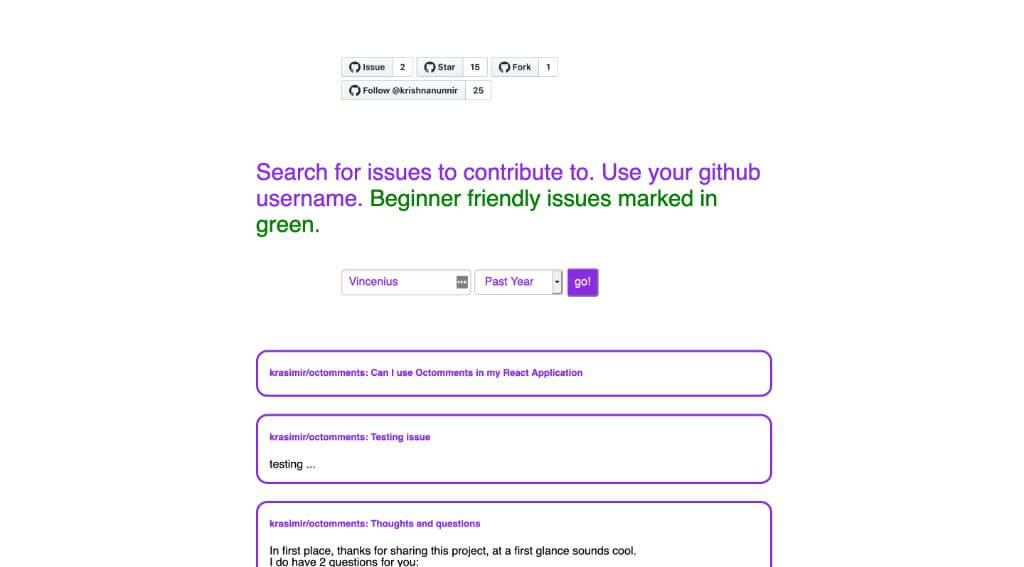 Issue 2 Star 15 Fork 1
Follow @krishnanunnir 25
Search for issues to contribute to. Use your github
username. Beginner friendly issues marked in
green.
Vincenius Past Year go!
krasimir/octomments: Can I use Octomments in my React Application
krasimir/octomments: Testing issue
testing ...
krasimir/octomments: Thoughts and questions
In first place, thanks for sharing this project, at a first glance sounds cool.
I do have 2 questions for you: